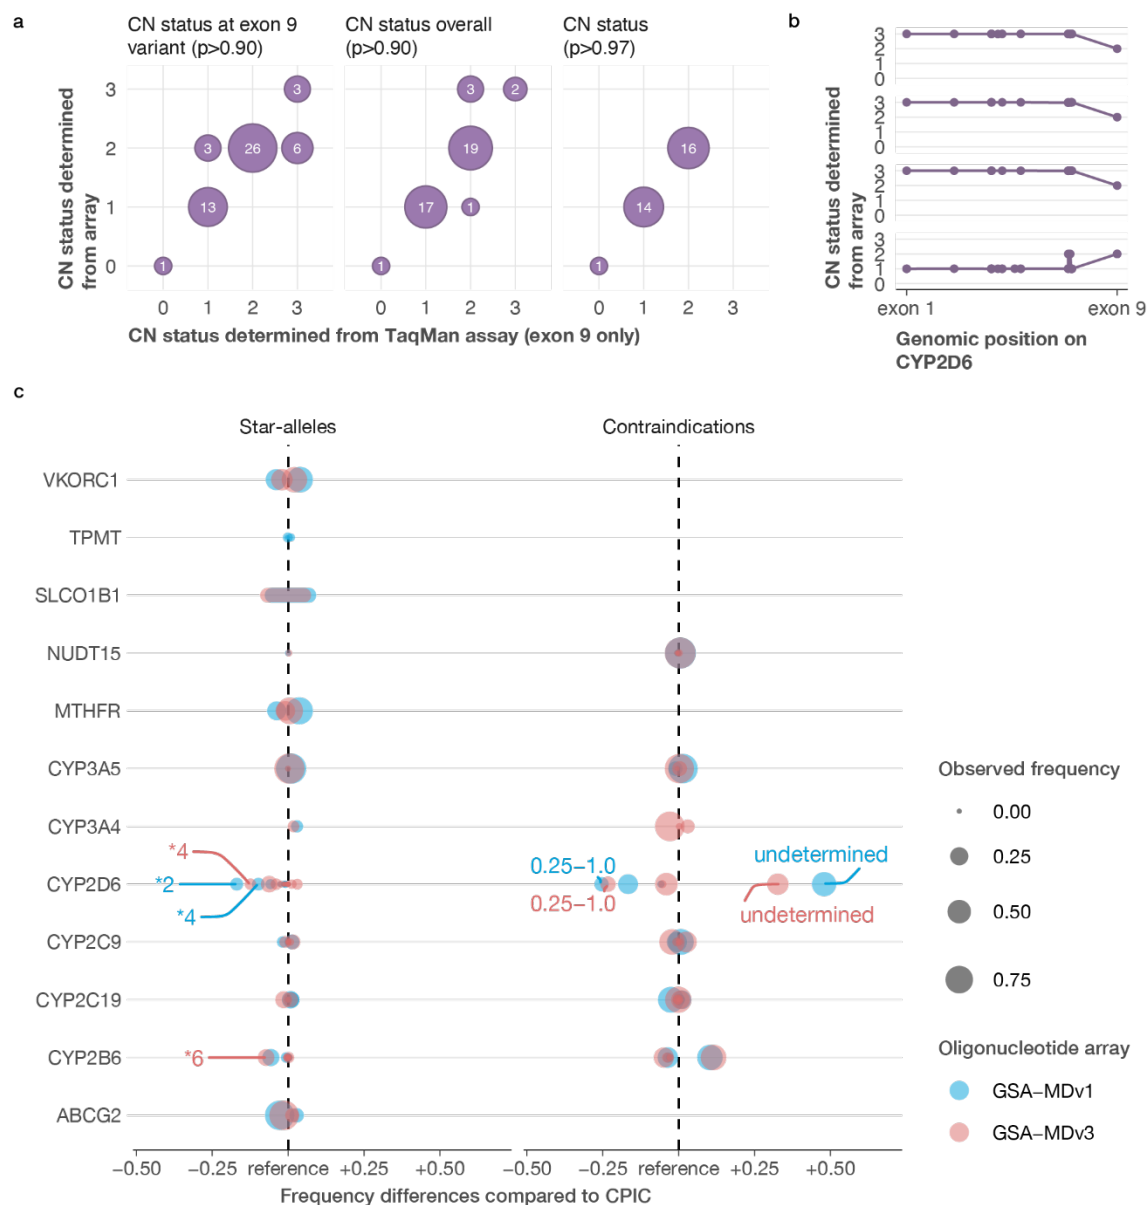 a
CN status at exon 9
variant (p>0.90)
CN status overall
(p>0.90)
CN status
(p>0.97)
b
CN status determined
from array
3
2
1
0
3
3
26
6
13
1
3
2
19
17
1
1
16
14
1
0 1 2 3
0 1 2 3
0 1 2 3
CN status determined from TaqMan assay (exon 9 only)
CN status determined
from array
3
2
1
0
3
2
1
0
3
2
1
0
3
2
1
0
exon 1
exon 9
Genomic position on
CYP2D6
c
Star-alleles
Contraindications
VKORC1
TPMT
SLCO1B1
NUDT15
MTHFR
CYP3A5
CYP3A4
CYP2D6
CYP2C9
CYP2C19
CYP2B6
ABCG2
*4
*2
*4
*6
0.25−1.0
0.25−1.0
undetermined
undetermined
−0.50 −0.25 reference +0.25 +0.50
−0.50 −0.25 reference +0.25 +0.50
Frequency differences compared to CPIC
Observed frequency
0.00
0.25
0.50
0.75
Oligonucleotide array
GSA−MDv1
GSA−MDv3